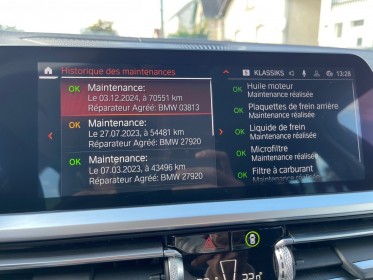 Historique des maintenances
KLASSIKS 13:28
OK Maintenance:
Le 03.12.2024, à 70551 km
Réparateur Agréé: BMW 03813
OK Maintenance:
Le 27.07.2023, à 54481 km
Réparateur Agréé: BMW 27920
OK Maintenance:
Le 07.03.2023, à 43496 km
Réparateur Agréé: BMW 27920
OK Huile moteur
Maintenance réalisée
OK Plaquettes de frein arrière
Maintenance réalisée
OK Liquide de frein
Maintenance réalisée
OK Microfiltre
Maintenance réalisée
OK Filtre à carburant
Maintenance réalisée